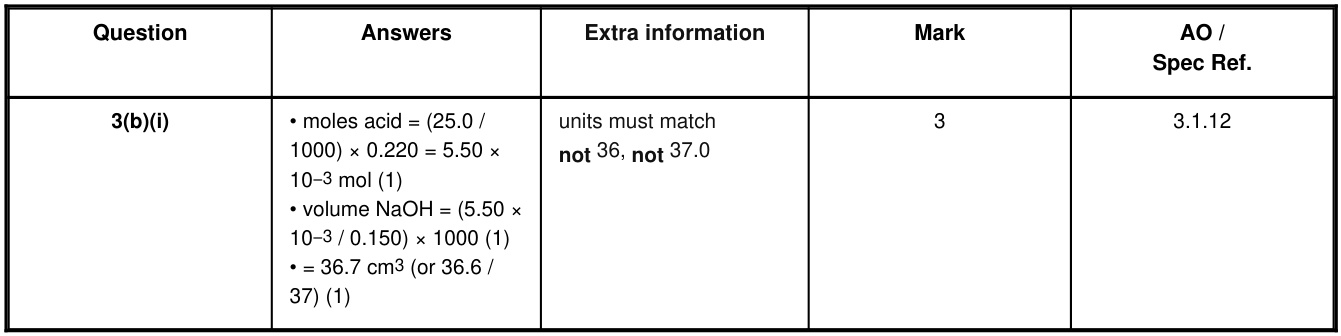 Question Answers Extra information Mark AO /
Spec Ref.
3(b)(i) • moles acid = (25.0 / units must match 3 3.1.12
1000) × 0.220 = 5.50 × not 36, not 37.0
10–3 mol (1)
• volume NaOH = (5.50 ×
10–3 / 0.150) × 1000 (1)
• = 36.7 cm3 (or 36.6 /
37) (1)